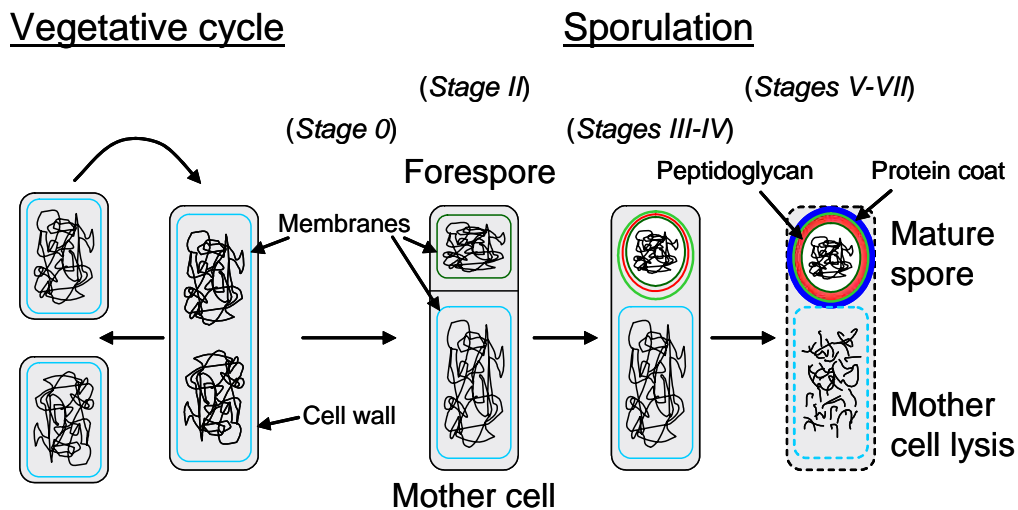 Vegetative cycle
Sporulation
(Stage 0)
(Stage II)
(Stages III-IV)
(Stages V-VII)
Forespore
Peptidoglycan
Protein coat
Membranes
Mature
spore
Cell wall
Mother
cell lysis
Mother cell